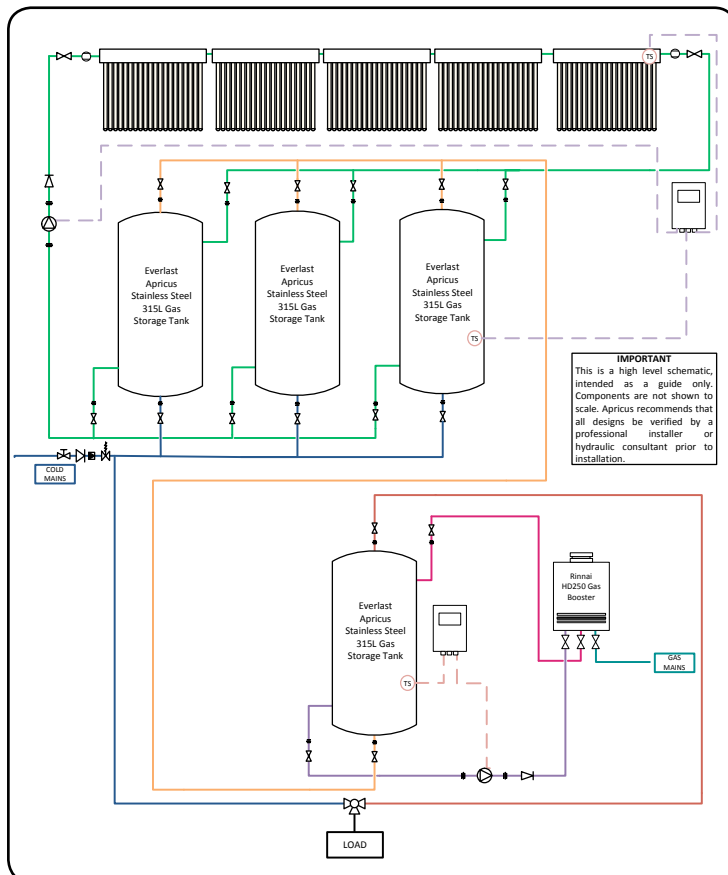 TS
Everlast
Apricus
Stainless Steel
315L Gas
Storage Tank
Everlast
Apricus
Stainless Steel
315L Gas
Storage Tank
Everlast
Apricus
Stainless Steel
315L Gas
Storage Tank
TS
IMPORTANT
This is a high level schematic,
intended as a guide only.
Components are not shown to
scale. Apricus recommends that
all designs be verified by a
professional installer or
hydraulic consultant prior to
installation.
COLD
MAINS
Everlast
Apricus
Stainless Steel
315L Gas
Storage Tank
TS
Rinnai
HD250 Gas
Booster
GAS
MAINS
LOAD